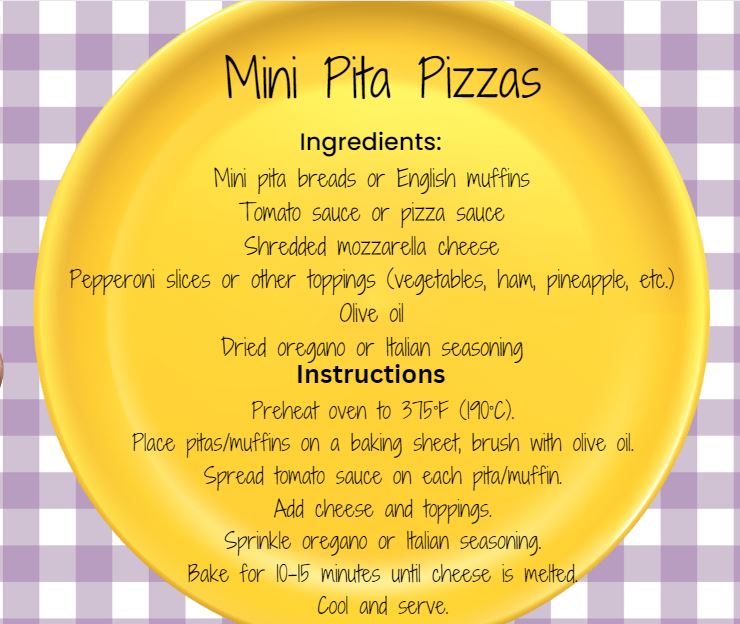 Mini Pita Pizzas
Ingredients:
Mini pita breads or English muffins
Tomato sauce or pizza sauce
Shredded mozzarella cheese
Pepperoni slices or other toppings (vegetables, ham, pineapple, etc.)
Olive oil
Dried oregano or Italian seasoning
Instructions
Preheat oven to 375°F (190°C).
Place pitas/muffins on a baking sheet, brush with olive oil.
Spread tomato sauce on each pita/muffin.
Add cheese and toppings.
Sprinkle oregano or Italian seasoning.
Bake for 10-15 minutes until cheese is melted.
Cool and serve.